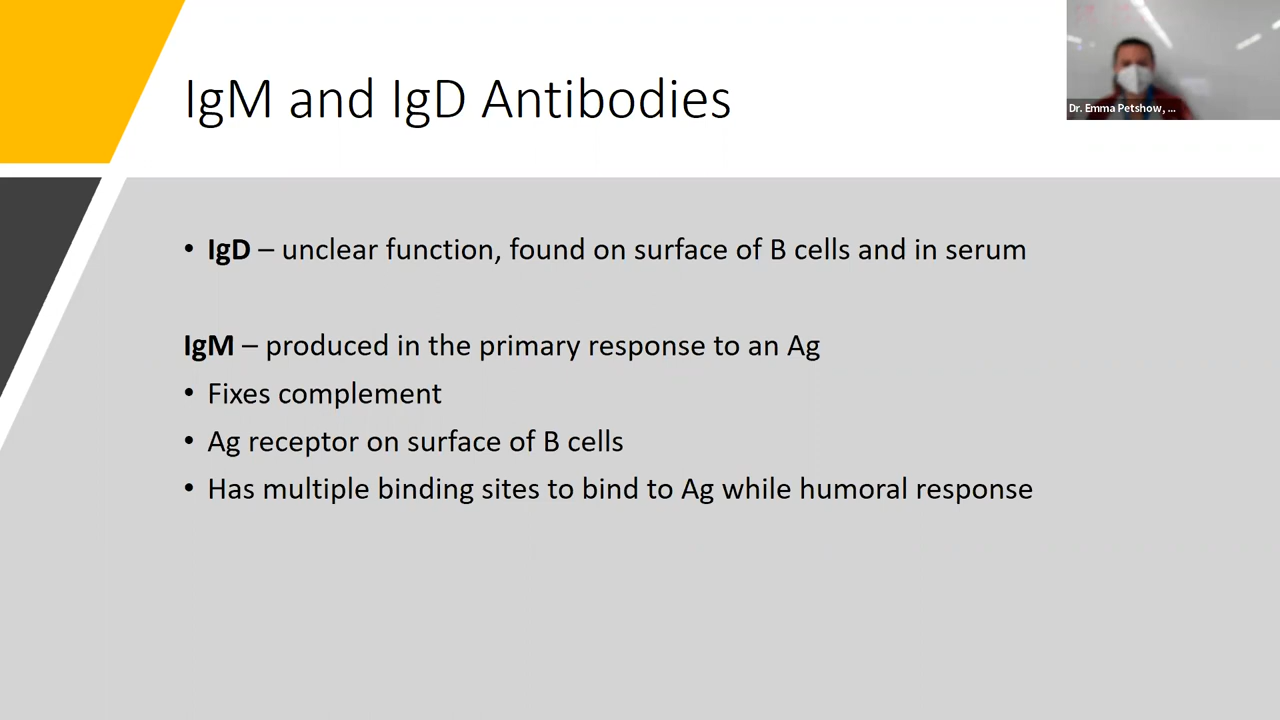 IgM and IgD Antibodies
Dr. Emma Petshow, ...
• IgD – unclear function, found on surface of B cells and in serum
IgM – produced in the primary response to an Ag
• Fixes complement
• Ag receptor on surface of B cells
• Has multiple binding sites to bind to Ag while humoral response